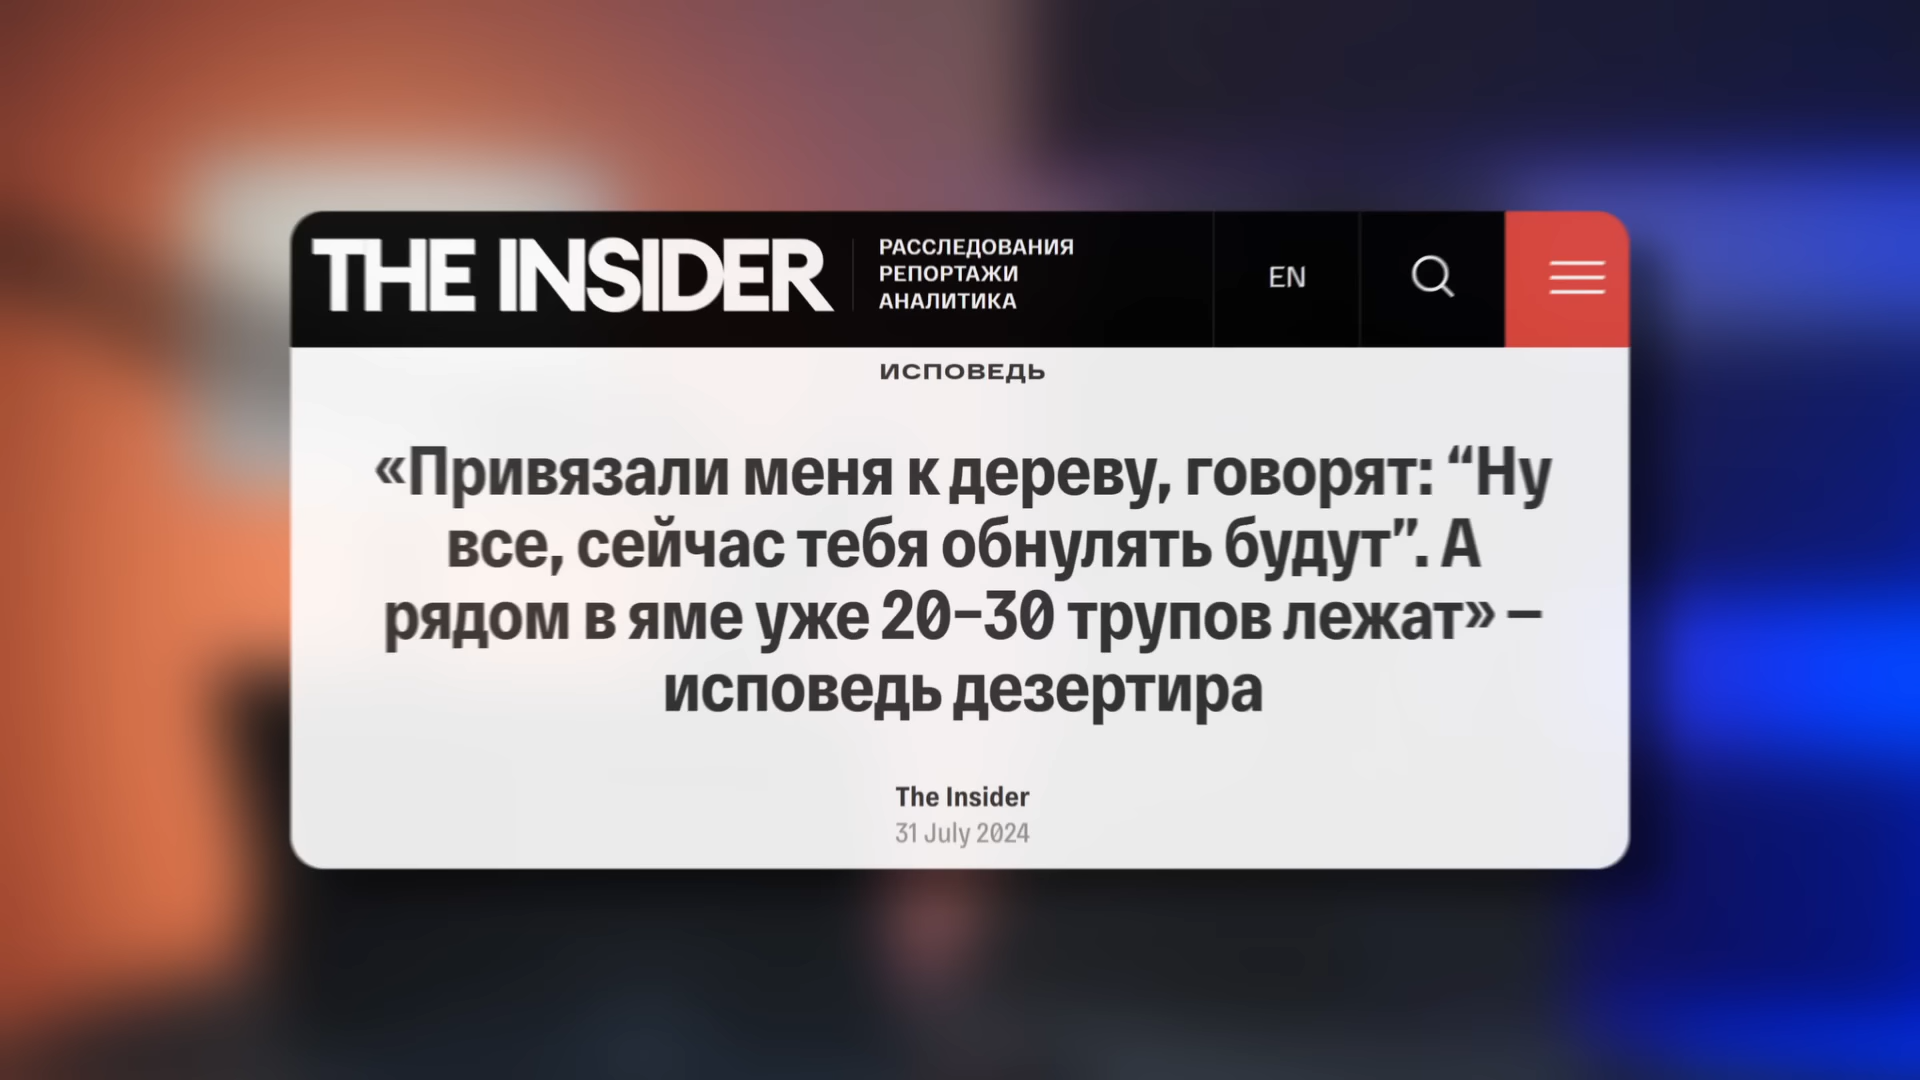 THE INSIDER
РАССЛЕДОВАНИЯ
РЕПОРТАЖИ
АНАЛИТИКА
EN
ИСПОВЕДЬ
«Привязали меня к дереву, говорят: “Ну
все, сейчас тебя обнулять будут”. А
рядом в яме уже 20–30 трупов лежат» —
исповедь дезертира
The Insider
31 July 2024